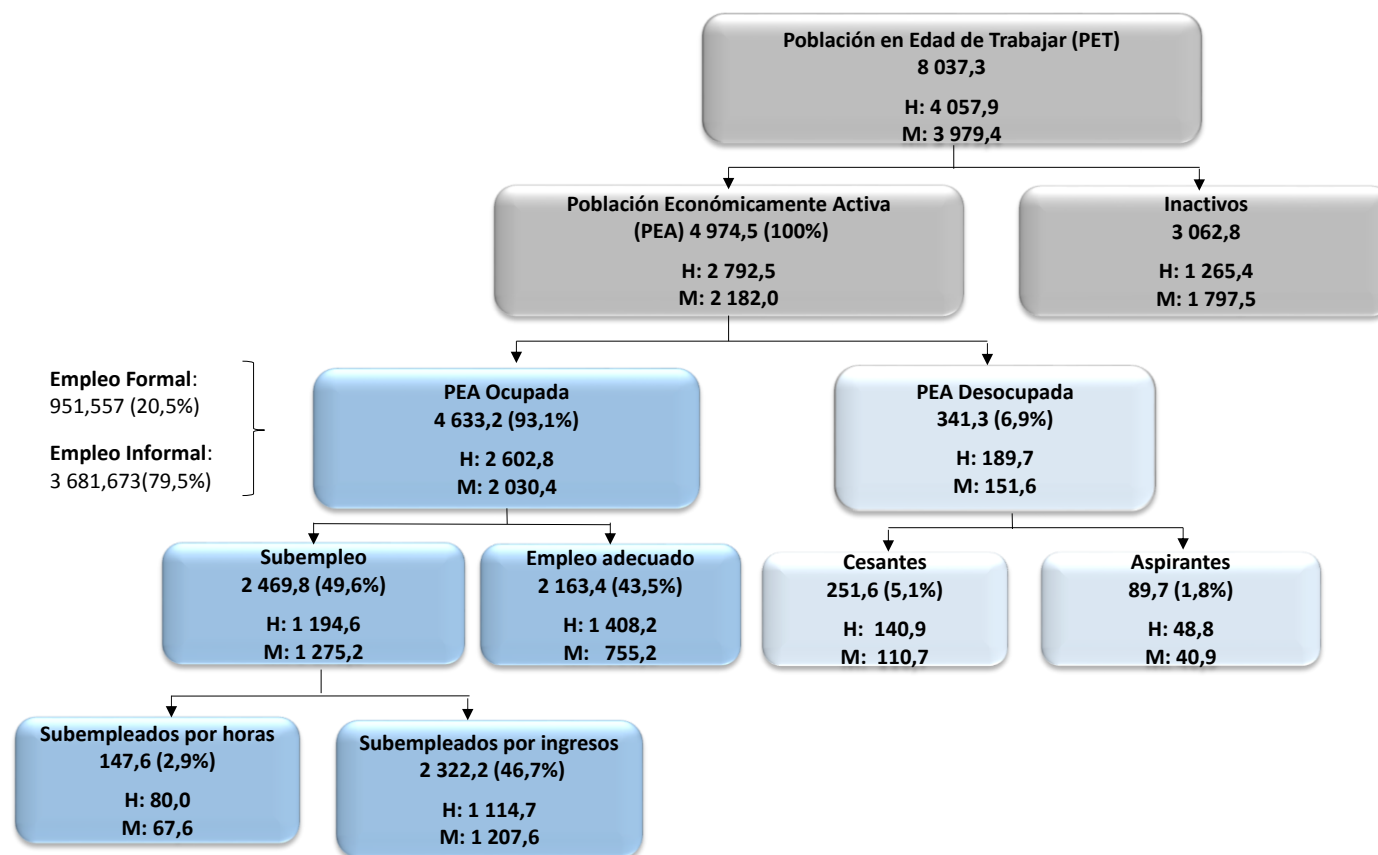 Población en Edad de Trabajar (PET)
8 037,3
H: 4 057,9
M: 3 979,4
Población Económicamente Activa
(PEA) 4 974,5 (100%)
H: 2 792,5
M: 2 182,0
Inactivos
3 062,8
H: 1 265,4
M: 1 797,5
Empleo Formal:
951,557 (20,5%)
Empleo Informal:
3 681,673(79,5%)
PEA Ocupada
4 633,2 (93,1%)
H: 2 602,8
M: 2 030,4
PEA Desocupada
341,3 (6,9%)
H: 189,7
M: 151,6
Subempleo
2 469,8 (49,6%)
H: 1 194,6
M: 1 275,2
Empleo adecuado
2 163,4 (43,5%)
H: 1 408,2
M: 755,2
Cesantes
251,6 (5,1%)
H: 140,9
M: 110,7
Aspirantes
89,7 (1,8%)
H: 48,8
M: 40,9
Subempleados por horas
147,6 (2,9%)
H: 80,0
M: 67,6
Subempleados por ingresos
2 322,2 (46,7%)
H: 1 114,7
M: 1 207,6